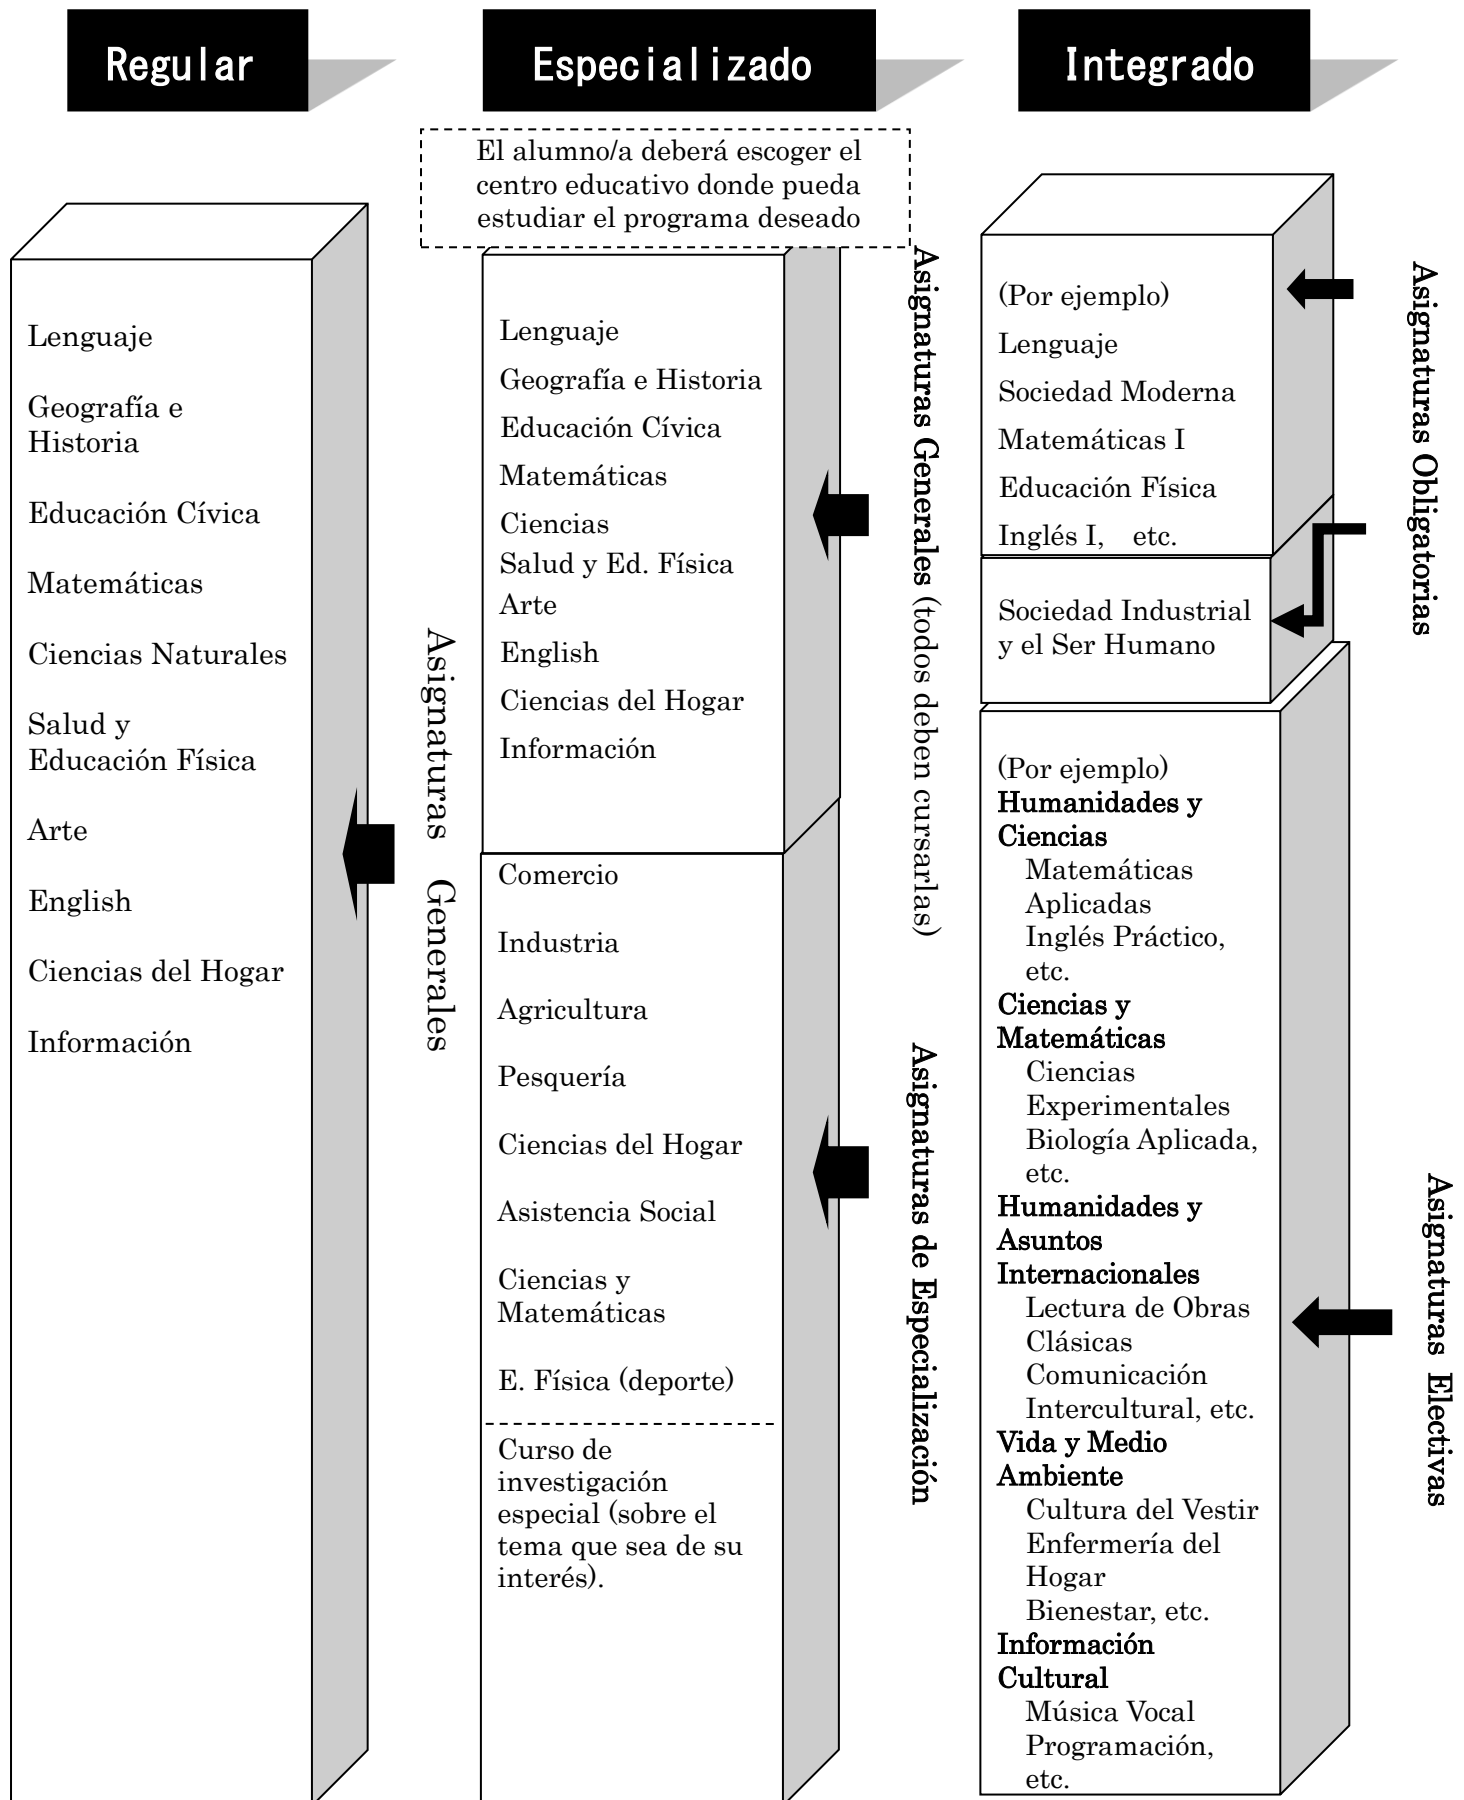 Regular
Lenguaje
Geografía e
Historia
Educación Cívica
Matemáticas
Ciencias Naturales
Salud y
Educación Física
Arte
English
Ciencias del Hogar
Información
Asignaturas Generales
Especializado
El alumno/a deberá escoger el
centro educativo donde pueda
estudiar el programa deseado
Lenguaje
Geografía e Historia
Educación Cívica
Matemáticas
Ciencias
Salud y Ed. Física
Arte
English
Ciencias del Hogar
Información
Asignaturas Generales (todos deben cursarlas)
Comercio
Industria
Agricultura
Pesquería
Ciencias del Hogar
Asistencia Social
Ciencias y
Matemáticas
E. Física (deporte)
Curso de
investigación
especial (sobre el
tema que sea de su
interés).
Asignaturas de Especialización
Integrado
(Por ejemplo)
Lenguaje
Sociedad Moderna
Matemáticas I
Educación Física
Inglés I, etc.
Sociedad Industrial
y el Ser Humano
Asignaturas Obligatorias
(Por ejemplo)
Humanidades y
Ciencias
Matemáticas
Aplicadas
Inglés Práctico,
etc.
Ciencias y
Matemáticas
Ciencias
Experimentales
Biología Aplicada,
etc.
Humanidades y
Asuntos
Internacionales
Lectura de Obras
Clásicas
Comunicación
Intercultural, etc.
Vida y Medio
Ambiente
Cultura del Vestir
Enfermería del
Hogar
Bienestar, etc.
Información
Cultural
Música Vocal
Programación,
etc.
Asignaturas Electivas